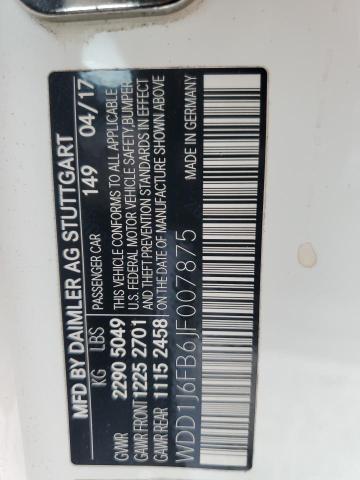 MFD BY DAIMLER AG STUTTGART
149 04/17
KG LBS PASSENGER CAR
GVWR 2290 5049 THIS VEHICLE CONFORMS TO ALL APPLICABLE
U.S. FEDERAL MOTOR VEHICLE SAFETY,BUMPER
GAWR FRONT 1225 2701 AND THEFT PREVENTION STANDARDS IN EFFECT
GAWR REAR 1115 2458 ON THE DATE OF MANUFACTURE SHOWN ABOVE
MADE IN GERMANY
WDD1J6FB6JF007875